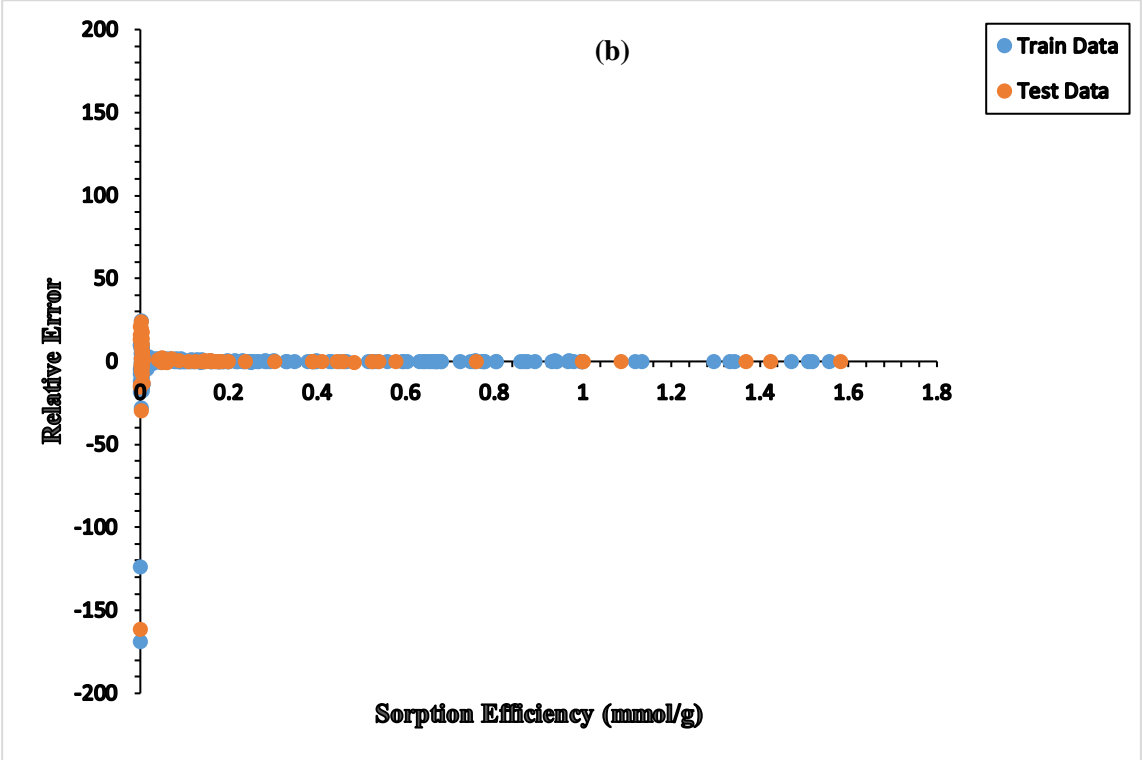 (b)
Train Data
Test Data
200
150
100
50
0
-50
-100
-150
-200
Relative Error
0 0.2 0.4 0.6 0.8 1 1.2 1.4 1.6 1.8
Sorption Efficiency (mmol/g)